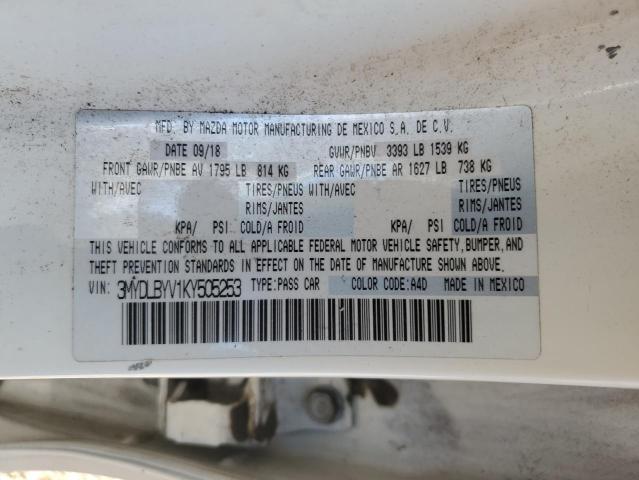 MFD. BY MAZDA MOTOR MANUFACTURING DE MEXICO S.A. DE C.V.
DATE 09/18 GVWR/PNBV 3393 LB 1539 KG
FRONT GAWR/PNBE AV 1795 LB 814 KG REAR GAWR/PNBE AR 1627 LB 738 KG
WITH/AVEC TIRES/PNEUS WITH/AVEC TIRES/PNEUS
RIMS/JANTES RIMS/JANTES
KPA/ PSI COLD/A FROID KPA/ PSI COLD/A FROID
THIS VEHICLE CONFORMS TO ALL APPLICABLE FEDERAL MOTOR VEHICLE SAFETY, BUMPER, AND
THEFT PREVENTION STANDARDS IN EFFECT ON THE DATE OF MANUFACTURE SHOWN ABOVE.
VIN: 3MYDLBYV1KY505253 TYPE:PASS CAR COLOR CODE:A4D MADE IN MEXICO